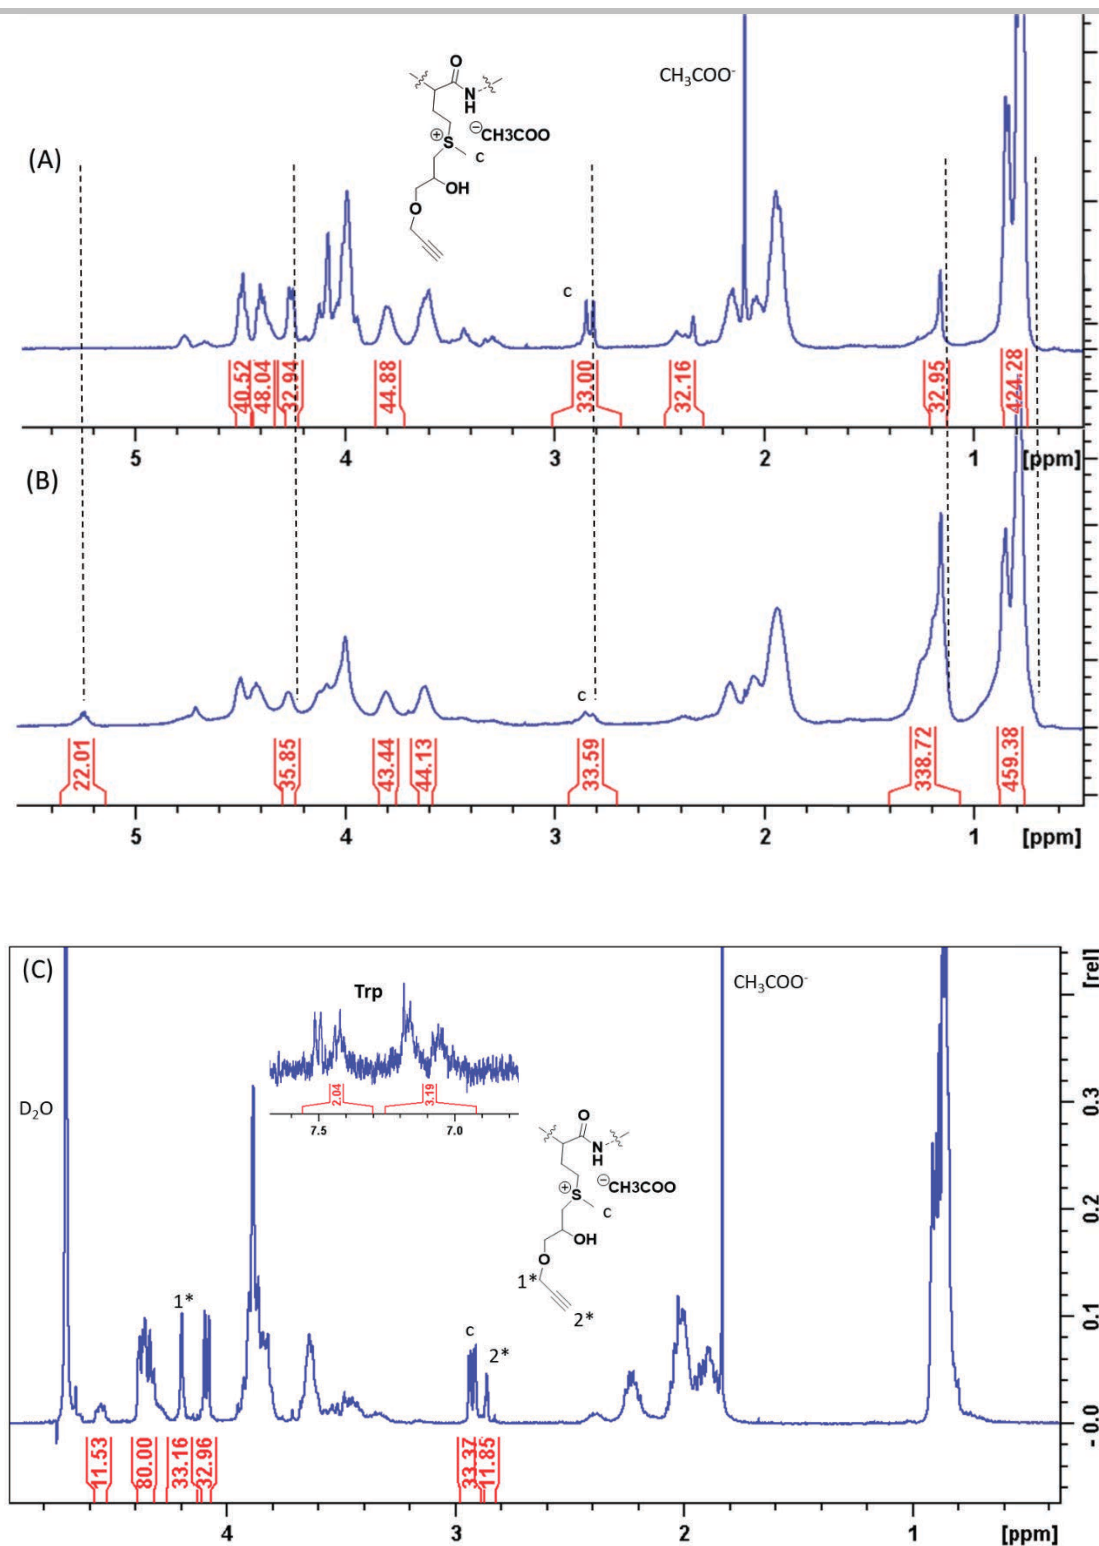 CH₃COO⁻
O
N
H
⊖CH3COO
⊕S
c
(A)
OH
O
c
40.52
48.04
32.94
44.88
33.00
32.16
32.95
424.28
5
4
3
2
1
[ppm]
(B)
c
22.01
35.85
43.44
44.13
33.59
338.72
459.38
5
4
3
2
1
[ppm]
(C)
[rel]
Trp
CH₃COO⁻
2.04
3.19
7.5
7.0
D₂O
0.3
O
N
H
⊖CH3COO
⊕S
c
0.2
OH
O
1*
2*
1*
0.1
c
2*
- 0.0
11.53
80.00
33.16
32.96
33.37
11.85
4
3
2
1
[ppm]